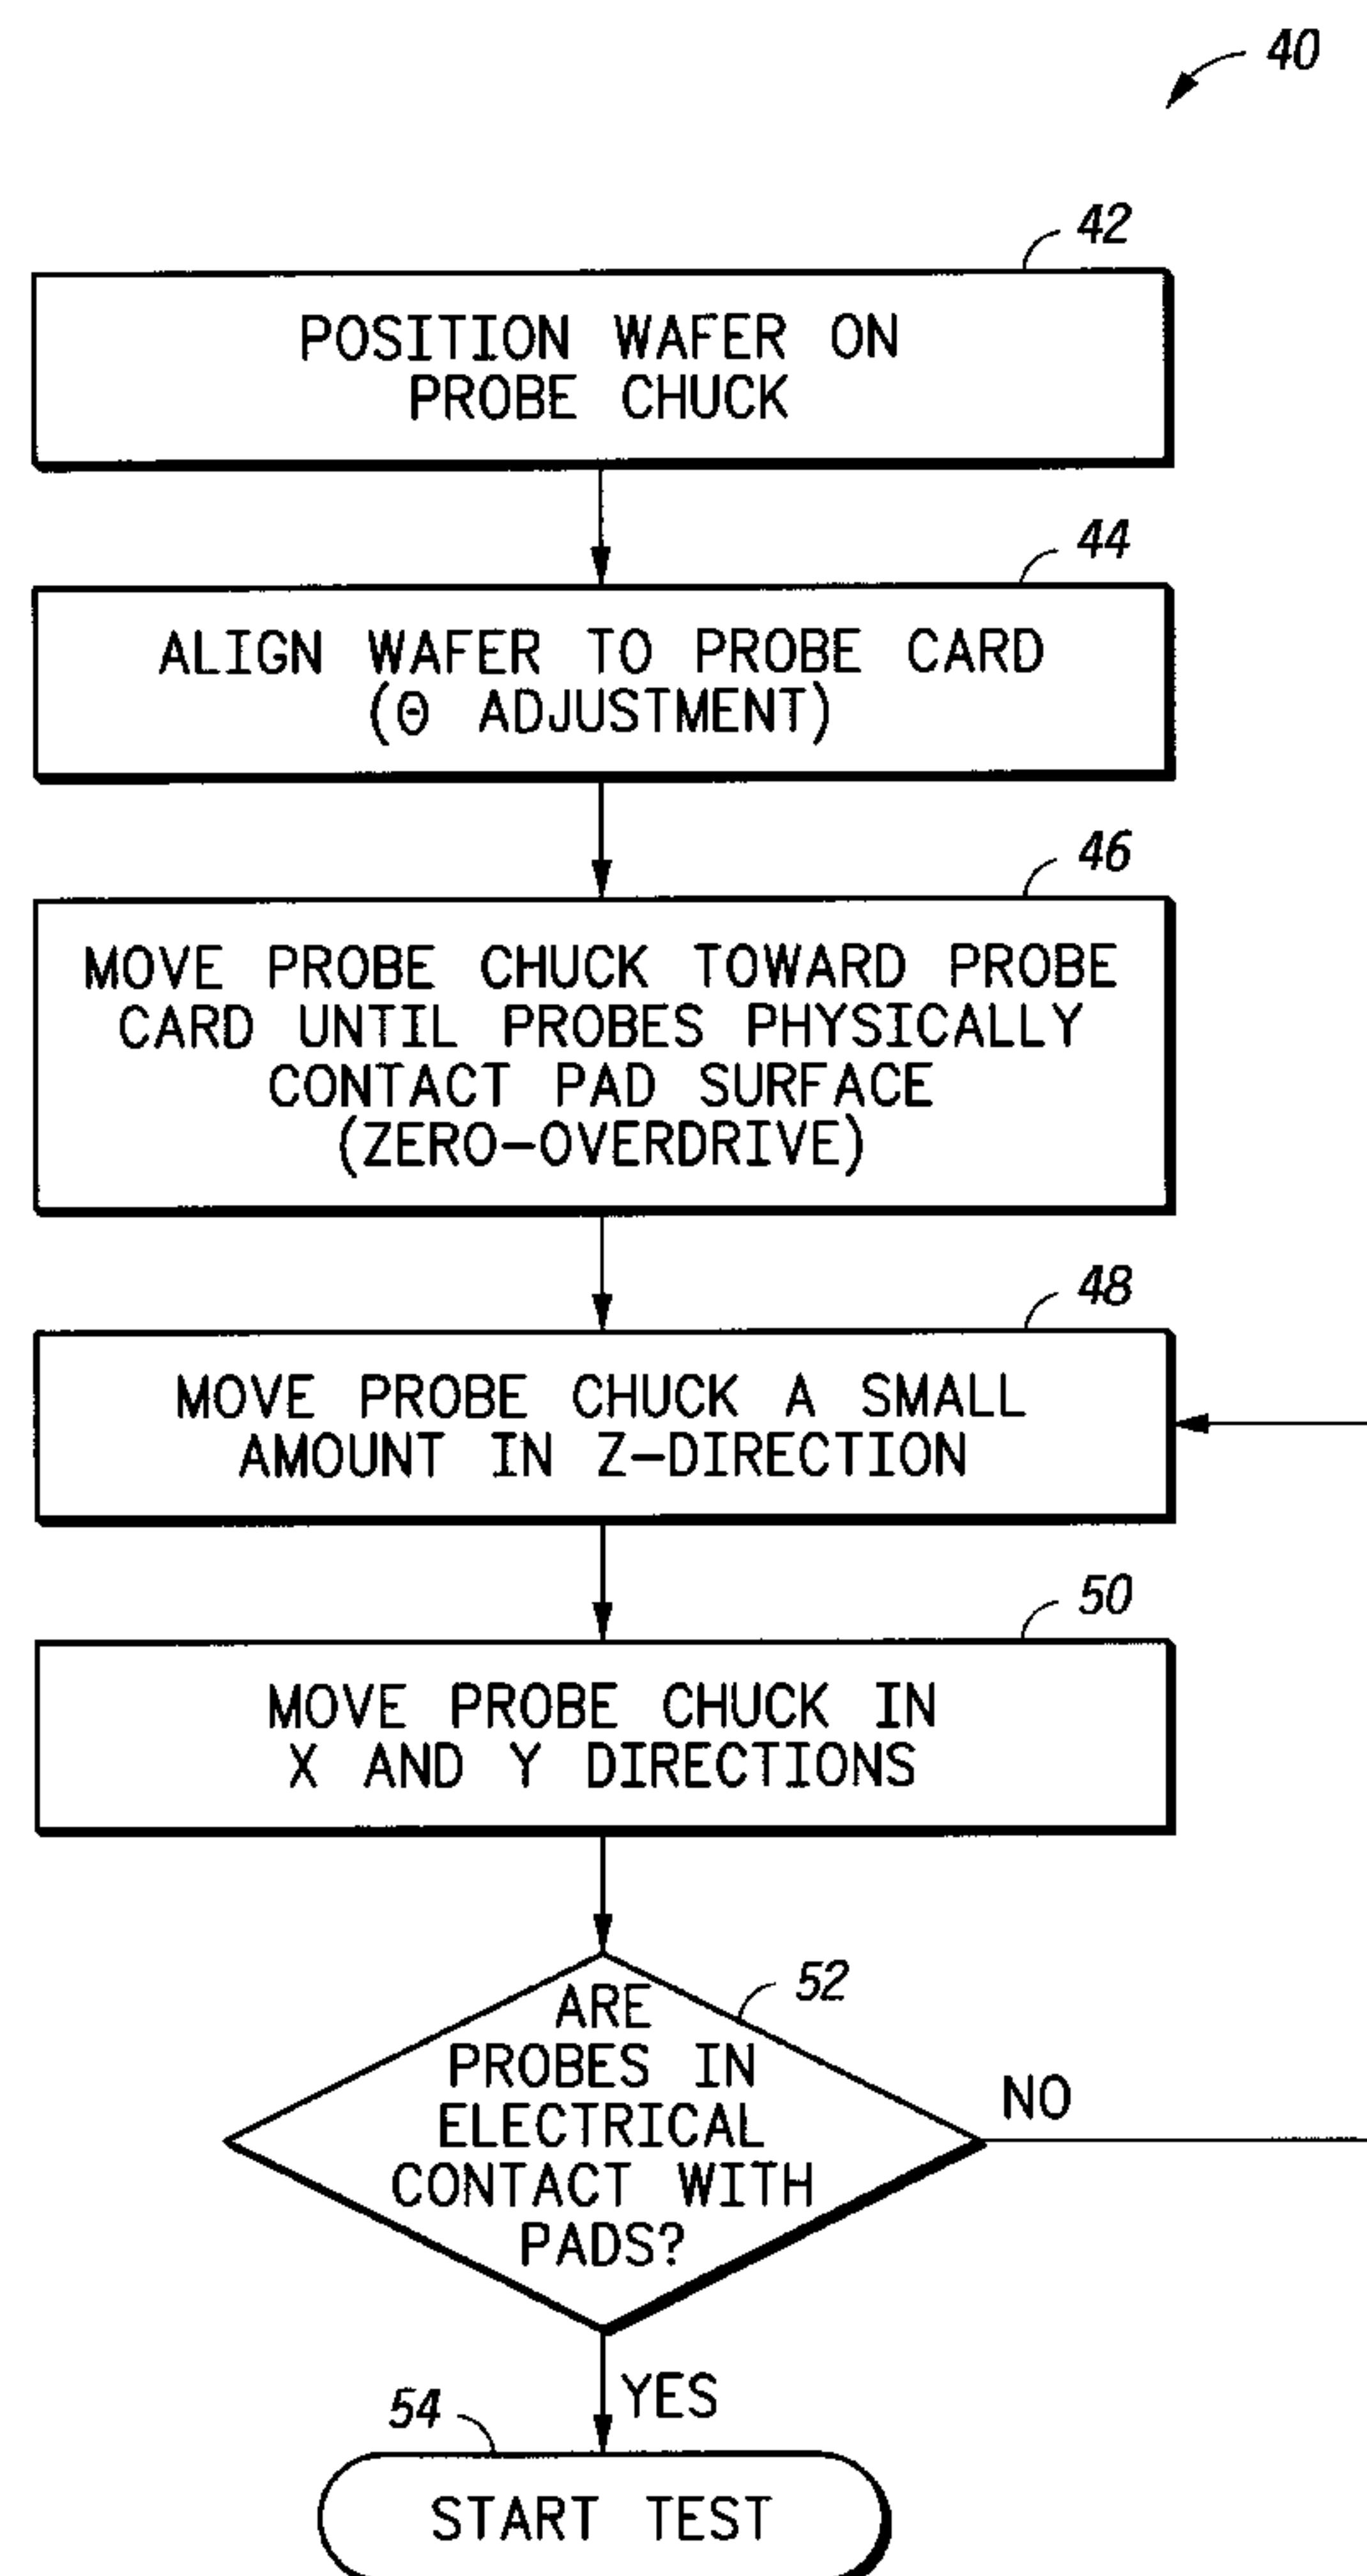 40
42
POSITION WAFER ON
PROBE CHUCK
44
ALIGN WAFER TO PROBE CARD
(Θ ADJUSTMENT)
46
MOVE PROBE CHUCK TOWARD PROBE
CARD UNTIL PROBES PHYSICALLY
CONTACT PAD SURFACE
(ZERO-OVERDRIVE)
48
MOVE PROBE CHUCK A SMALL
AMOUNT IN Z-DIRECTION
50
MOVE PROBE CHUCK IN
X AND Y DIRECTIONS
52
ARE
PROBES IN
ELECTRICAL
CONTACT WITH
PADS?
NO
YES
54
START TEST